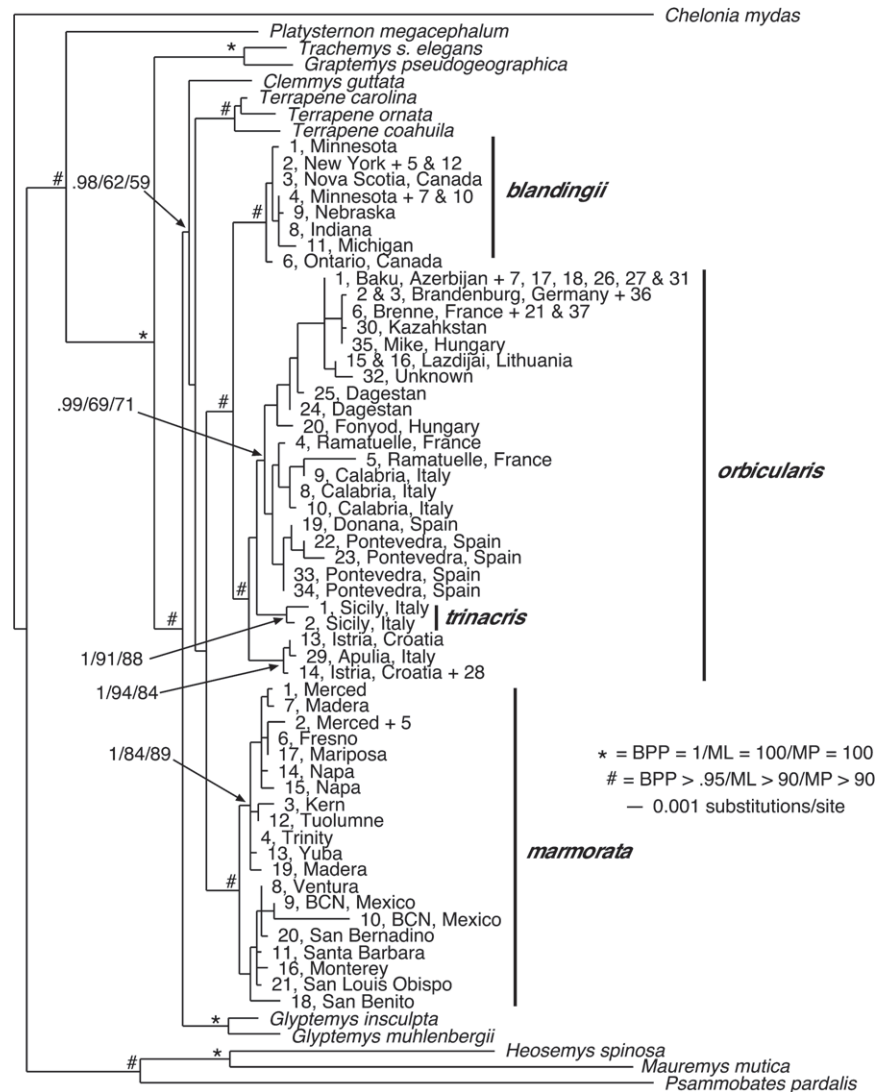 Chelonia mydas
Platysternon megacephalum
*
Trachemys s. elegans
Graptemys pseudogeographica
Clemmys guttata
#
Terrapene carolina
Terrapene ornata
Terrapene coahuila
1, Minnesota
2, New York + 5 & 12
3, Nova Scotia, Canada
4, Minnesota + 7 & 10
9, Nebraska
8, Indiana
11, Michigan
6, Ontario, Canada
#
blandingii
.98/62/59
#
1, Baku, Azerbijan + 7, 17, 18, 26, 27 & 31
2 & 3, Brandenburg, Germany + 36
6, Brenne, France + 21 & 37
30, Kazahkstan
35, Mike, Hungary
15 & 16, Lazdijai, Lithuania
32, Unknown
25, Dagestan
24, Dagestan
20, Fonyod, Hungary
*
.99/69/71
#
4, Ramatuelle, France
5, Ramatuelle, France
9, Calabria, Italy
8, Calabria, Italy
10, Calabria, Italy
orbicularis
19, Donana, Spain
22, Pontevedra, Spain
23, Pontevedra, Spain
33, Pontevedra, Spain
34, Pontevedra, Spain
#
1, Sicily, Italy
2, Sicily, Italy
trinacris
#
13, Istria, Croatia
29, Apulia, Italy
14, Istria, Croatia + 28
1/91/88
1/94/84
1, Merced
7, Madera
2, Merced + 5
6, Fresno
17, Mariposa
14, Napa
15, Napa
1/84/89
3, Kern
12, Tuolumne
4, Trinity
13, Yuba
19, Madera
marmorata
#
8, Ventura
9, BCN, Mexico
10, BCN, Mexico
20, San Bernadino
11, Santa Barbara
16, Monterey
21, San Louis Obispo
18, San Benito
* = BPP = 1/ML = 100/MP = 100
# = BPP > .95/ML > 90/MP > 90
— 0.001 substitutions/site
*
Glyptemys insculpta
Glyptemys muhlenbergii
*
#
Heosemys spinosa
Mauremys mutica
Psammobates pardalis